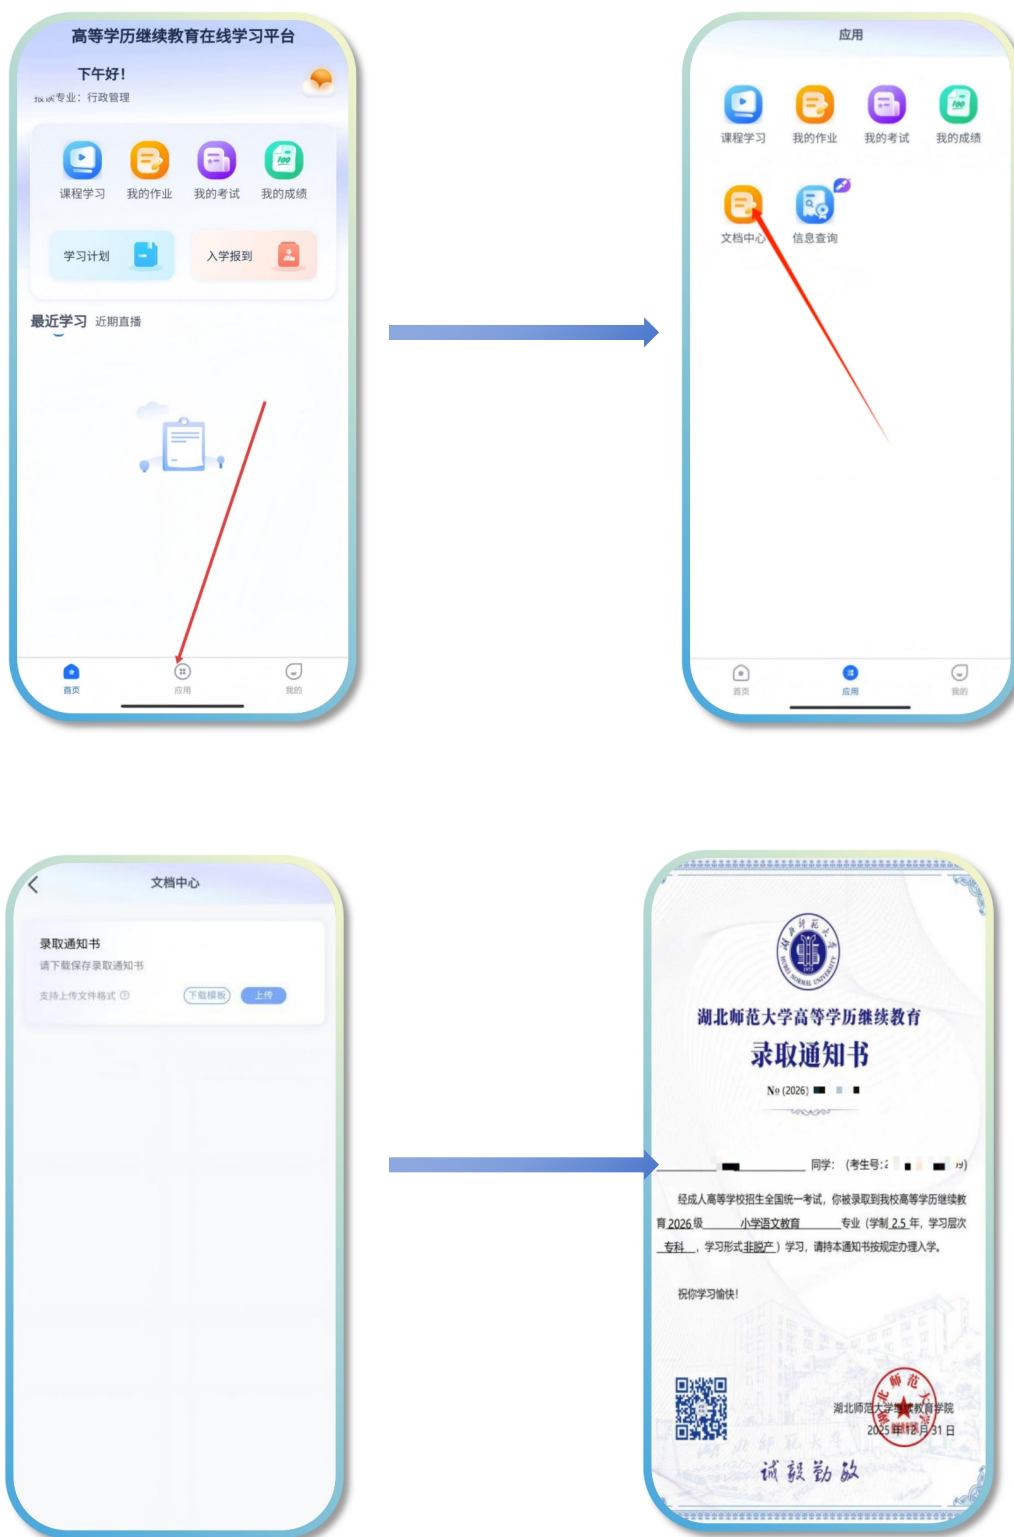 高等学历继续教育在线学习平台
下午好！
专业：行政管理
课程学习 我的作业 我的考试 我的成绩
学习计划 入学报到
最近学习 近期直播
首页 应用 我的
应用
课程学习 我的作业 我的考试 我的成绩
文档中心 信息查询
首页 应用 我的
文档中心
录取通知书
请下载保存录取通知书
支持上传文件格式 下载模板 上传
湖北师范大学
HUBEI NORMAL UNIVERSITY
1973
湖北师范大学高等学历继续教育
录取通知书
№ (2026)
同学：（考生号:2 9)
经成人高等学校招生全国统一考试，你被录取到我校高等学历继续教
育 2026 级 小学语文教育 专业（学制 2.5 年，学习层次
专科 ，学习形式 非脱产 ）学习，请持本通知书按规定办理入学。
祝你学习愉快！
湖北师范大学继续教育学院
2025 年 12 月 31 日
诚毅勤敏